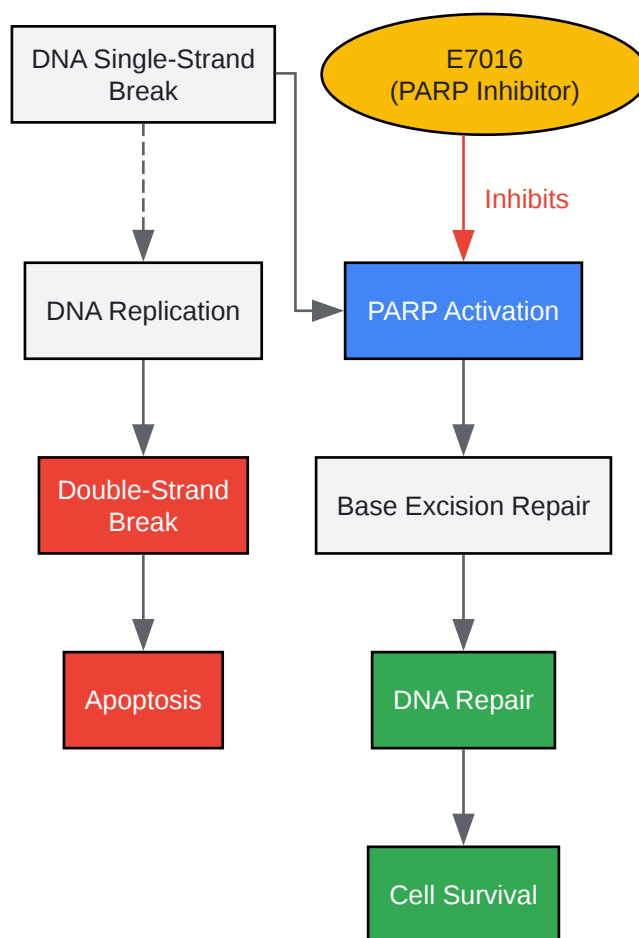 DNA Single-Strand
Break
E7016
(PARP Inhibitor)
Inhibits
DNA Replication
PARP Activation
Double-Strand
Break
Base Excision Repair
Apoptosis
DNA Repair
Cell Survival